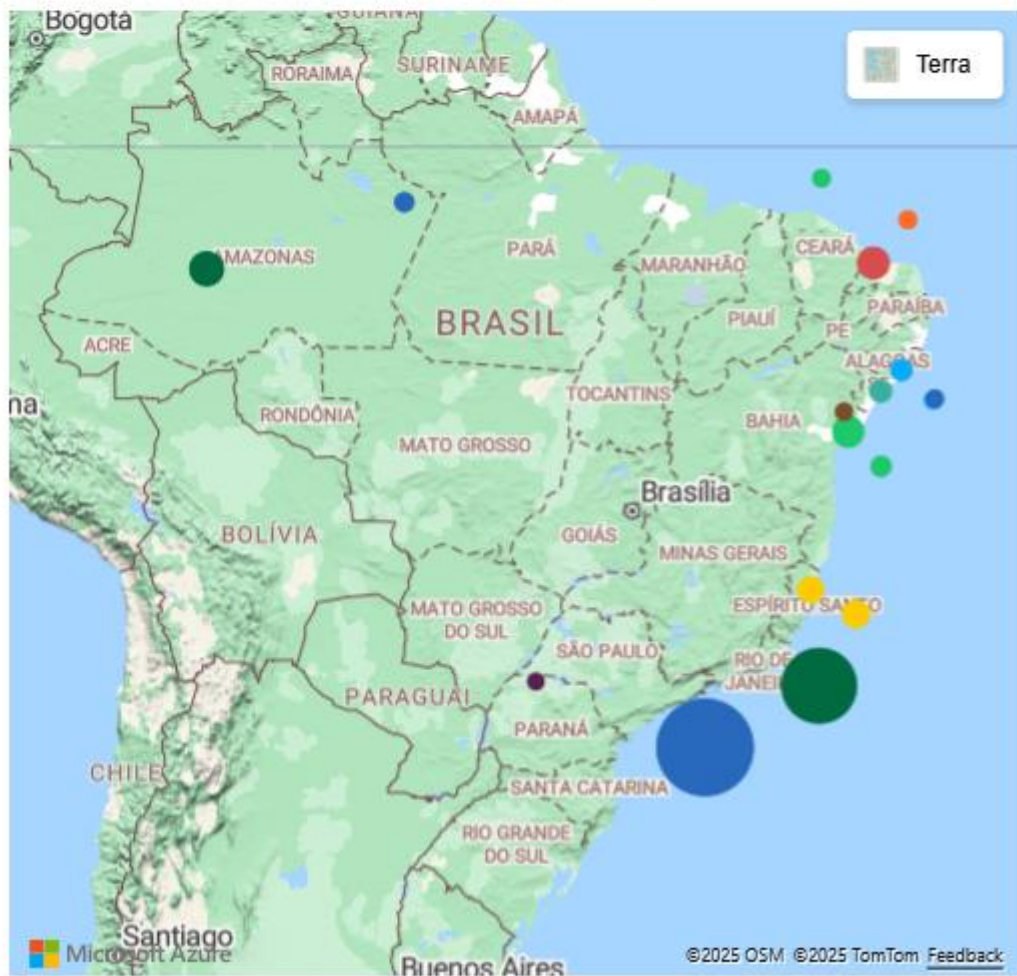 GUIANA
Bogotá
Terra
SURINAME
RORAIMA
AMAPÁ
AMAZONAS
PARÁ
MARANHÃO
CEARÁ
PARAÍBA
PIAUÍ
PE
BRASIL
ACRE
ALAGOAS
TOCANTINS
RONDÔNIA
BAHIA
MATO GROSSO
Brasília
BOLÍVIA
GOIÁS
MINAS GERAIS
MATO GROSSO
DO SUL
ESPÍRITO SANTO
SÃO PAULO
RIO DE
JANEIRO
PARAGUAI
PARANÁ
CHILE
SANTA CATARINA
RIO GRANDE
DO SUL
Santiago
Microsoft Azure
Buenos Aires
©2025 OSM ©2025 TomTom Feedback